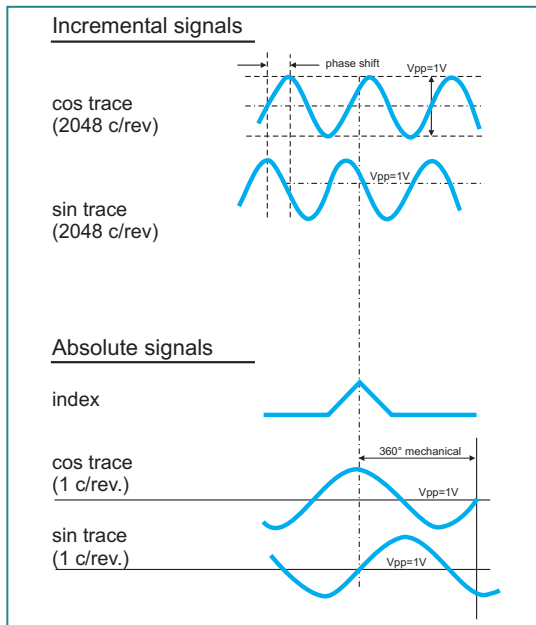 Incremental signals
phase shift
Vpp=1V
cos trace
(2048 c/rev)
Vpp=1V
sin trace
(2048 c/rev)
Absolute signals
index
360° mechanical
cos trace
(1 c/rev.)
Vpp=1V
sin trace
(1 c/rev.)
Vpp=1V